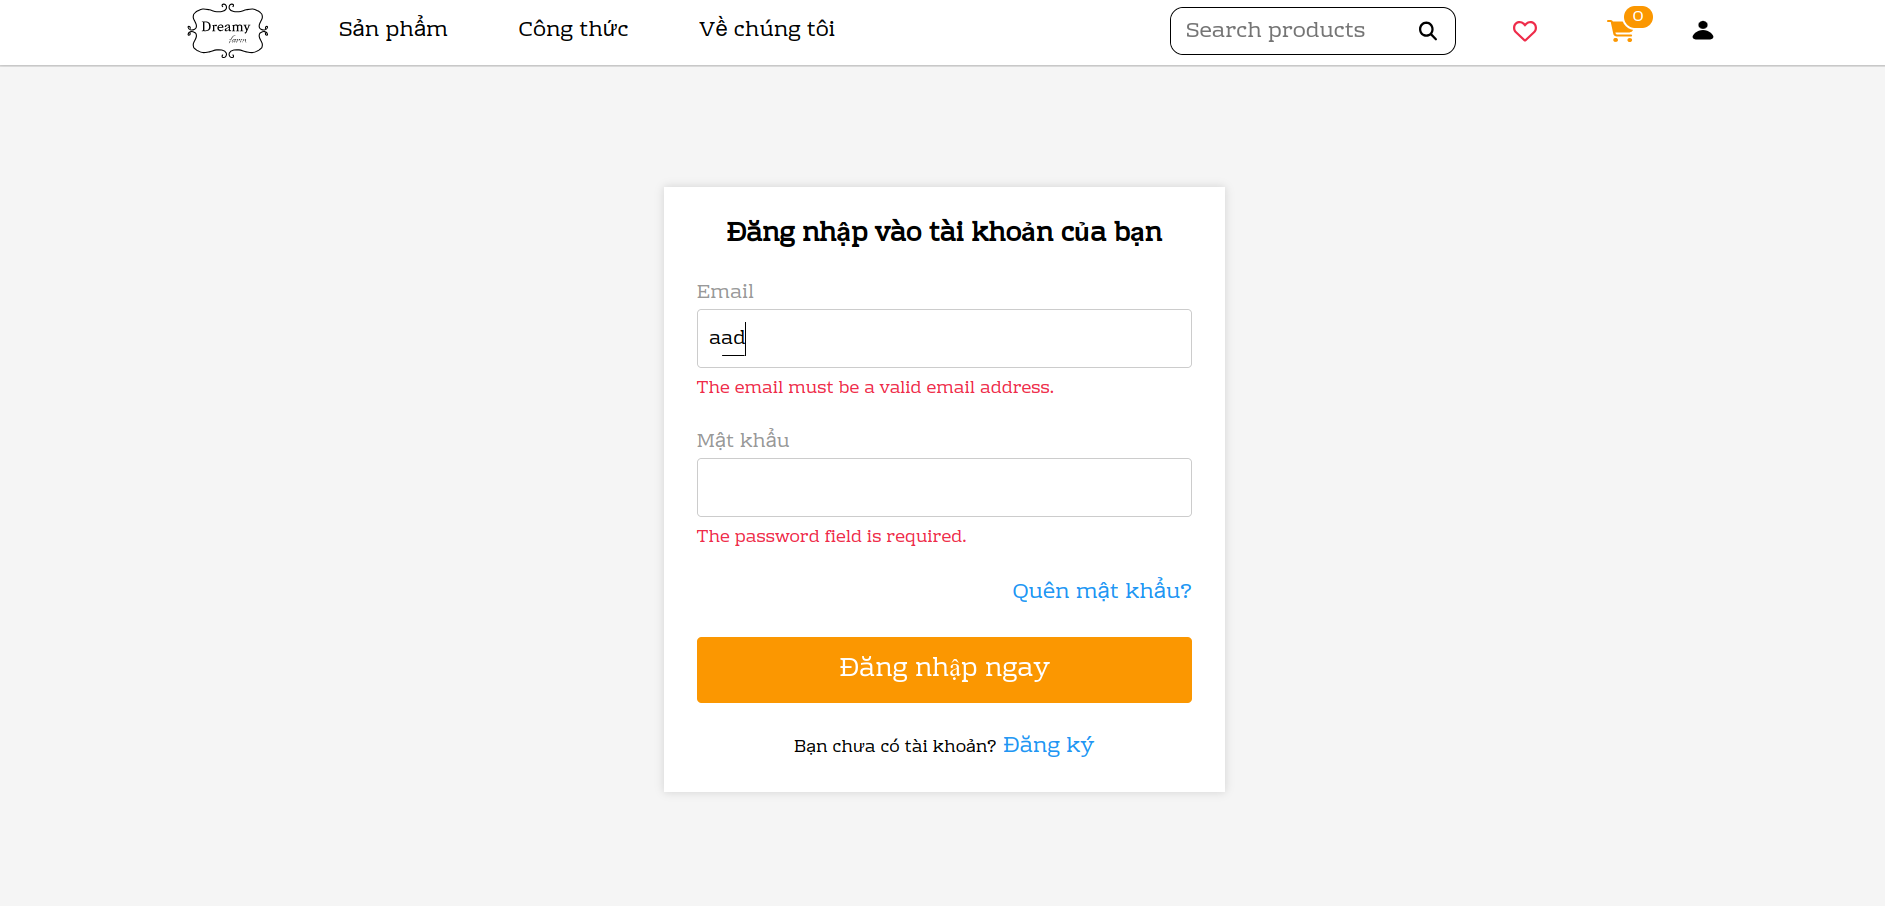 Dreamy
farm
Sản phẩm
Công thức
Về chúng tôi
Search products
0
Đăng nhập vào tài khoản của bạn
Email
aad
The email must be a valid email address.
Mật khẩu
The password field is required.
Quên mật khẩu?
Đăng nhập ngay
Bạn chưa có tài khoản? Đăng ký